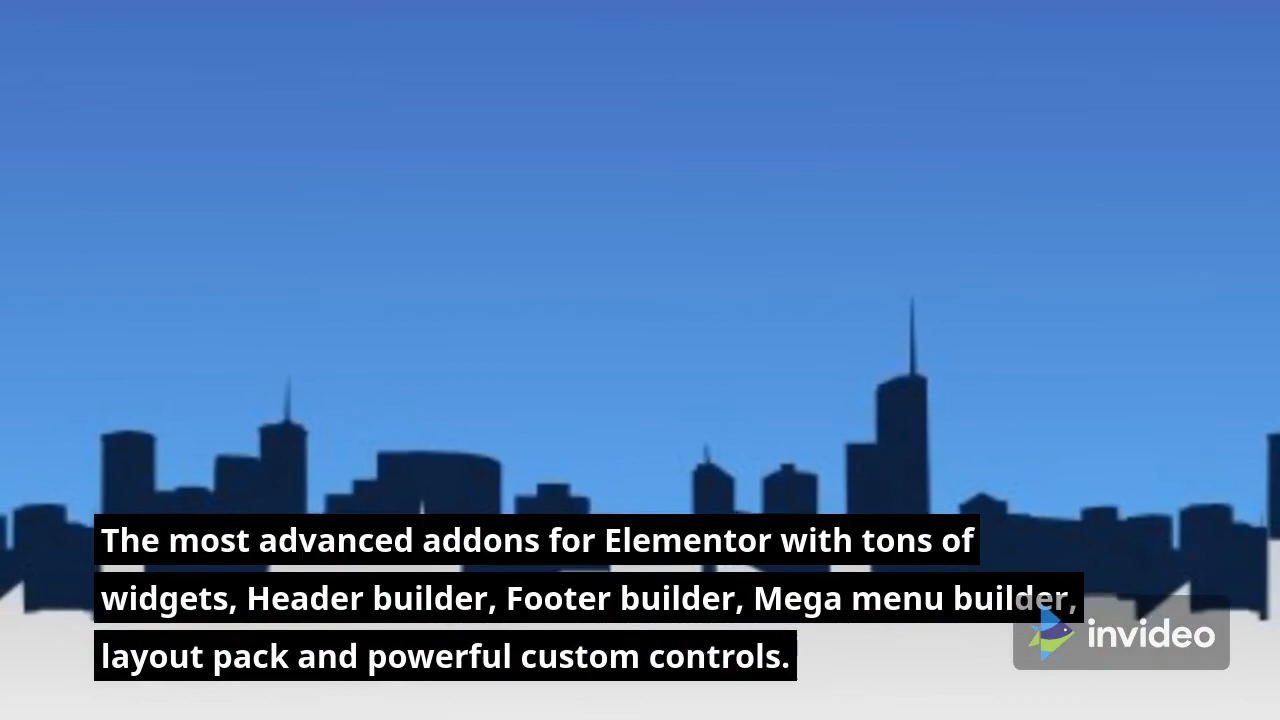 The most advanced addons for Elementor with tons of
widgets, Header builder, Footer builder, Mega menu builder,
layout pack and powerful custom controls.
invideo